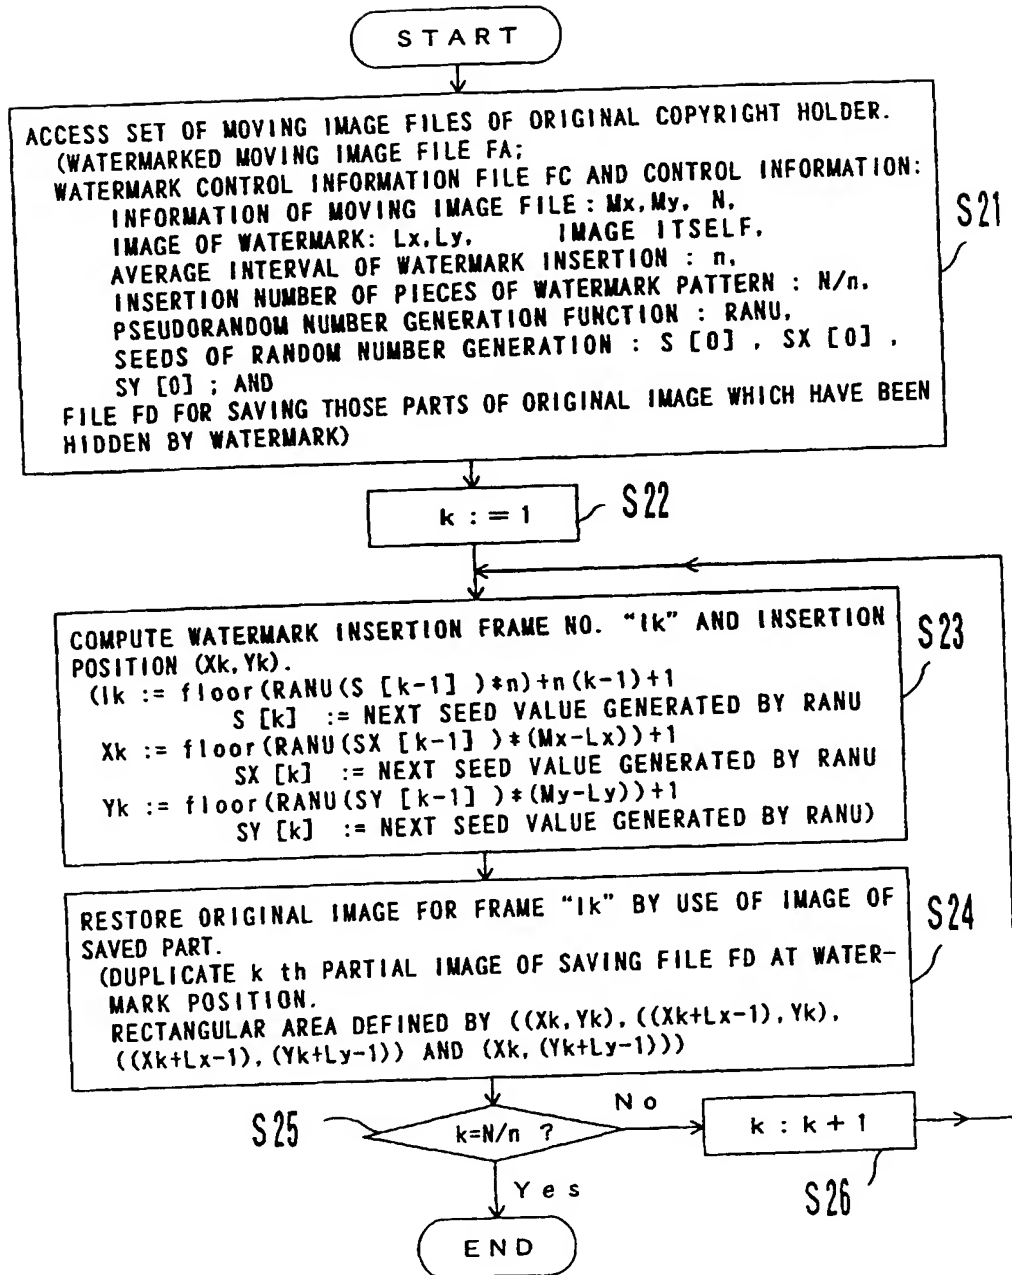 START
ACCESS SET OF MOVING IMAGE FILES OF ORIGINAL COPYRIGHT HOLDER.
(WATERMARKED MOVING IMAGE FILE FA;
WATERMARK CONTROL INFORMATION FILE FC AND CONTROL INFORMATION:
INFORMATION OF MOVING IMAGE FILE : Mx, My, N,
IMAGE OF WATERMARK: Lx, Ly, IMAGE ITSELF,
AVERAGE INTERVAL OF WATERMARK INSERTION : n,
INSERTION NUMBER OF PIECES OF WATERMARK PATTERN : N/n,
PSEUDORANDOM NUMBER GENERATION FUNCTION : RANU,
SEEDS OF RANDOM NUMBER GENERATION : S [0] , SX [0] ,
SY [0] ; AND
FILE FD FOR SAVING THOSE PARTS OF ORIGINAL IMAGE WHICH HAVE BEEN
HIDDEN BY WATERMARK)
S21
k : = 1
S22
COMPUTE WATERMARK INSERTION FRAME NO. "Ik" AND INSERTION
POSITION (Xk, Yk).
(Ik := floor(RANU(S [k-1] )*n)+n(k-1)+1
S [k] := NEXT SEED VALUE GENERATED BY RANU
Xk := floor(RANU(SX [k-1] )*(Mx-Lx))+1
SX [k] := NEXT SEED VALUE GENERATED BY RANU
Yk := floor(RANU(SY [k-1] )*(My-Ly))+1
SY [k] := NEXT SEED VALUE GENERATED BY RANU)
S23
RESTORE ORIGINAL IMAGE FOR FRAME "Ik" BY USE OF IMAGE OF
SAVED PART.
(DUPLICATE k th PARTIAL IMAGE OF SAVING FILE FD AT WATER-
MARK POSITION.
RECTANGULAR AREA DEFINED BY ((Xk, Yk), ((Xk+Lx-1), Yk),
((Xk+Lx-1), (Yk+Ly-1)) AND (Xk, (Yk+Ly-1)))
S24
S25
k=N/n ?
No
k : k + 1
S26
Yes
END